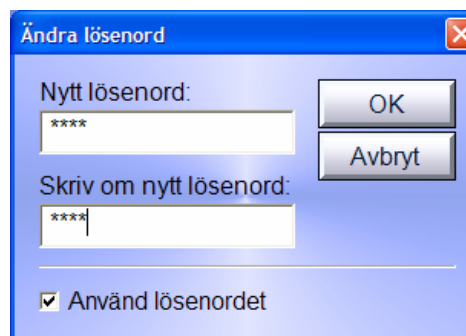 Ändra lösenord
Nytt lösenord:
****
OK
Avbryt
Skriv om nytt lösenord:
****
Använd lösenordet